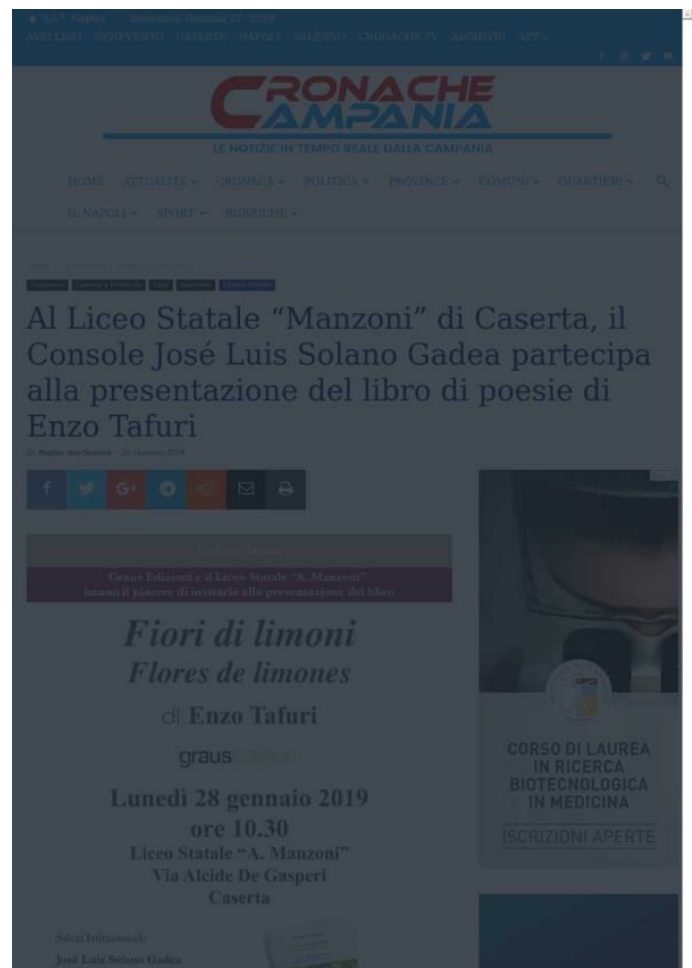 5.6° Naples domenica, Gennaio 27, 2019
AVELLINO BENEVENTO CASERTA NAPOLI SALERNO CRONACHE TV ARCHIVIO APP
CRONACHE
CAMPANIA
LE NOTIZIE IN TEMPO REALE DALLA CAMPANIA
HOME ATTUALITÀ CRONACA POLITICA PROVINCE COMUNI QUARTIERI
IL NAPOLI SPORT RUBRICHE
Al Liceo Statale “Manzoni” di Caserta, il
Console José Luis Solano Gadea partecipa
alla presentazione del libro di poesie di
Enzo Tafuri
Graus Edizioni e il Liceo Statale “A. Manzoni”
hanno il piacere di invitarla alla presentazione del libro
Fiori di limoni
Flores de limones
di Enzo Tafuri
graus
Lunedì 28 gennaio 2019
ore 10.30
Liceo Statale “A. Manzoni”
Via Alcide De Gasperi
Caserta
Saluti Istituzionali
José Luis Solano Gadea
CORSO DI LAUREA
IN RICERCA
BIOTECNOLOGICA
IN MEDICINA
ISCRIZIONI APERTE